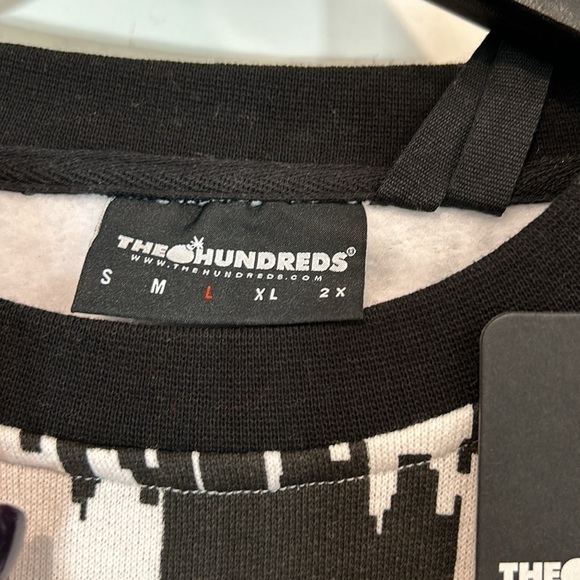 THE HUNDREDS®
WWW.THEHUNDREDS.COM
S M L XL 2X
THE